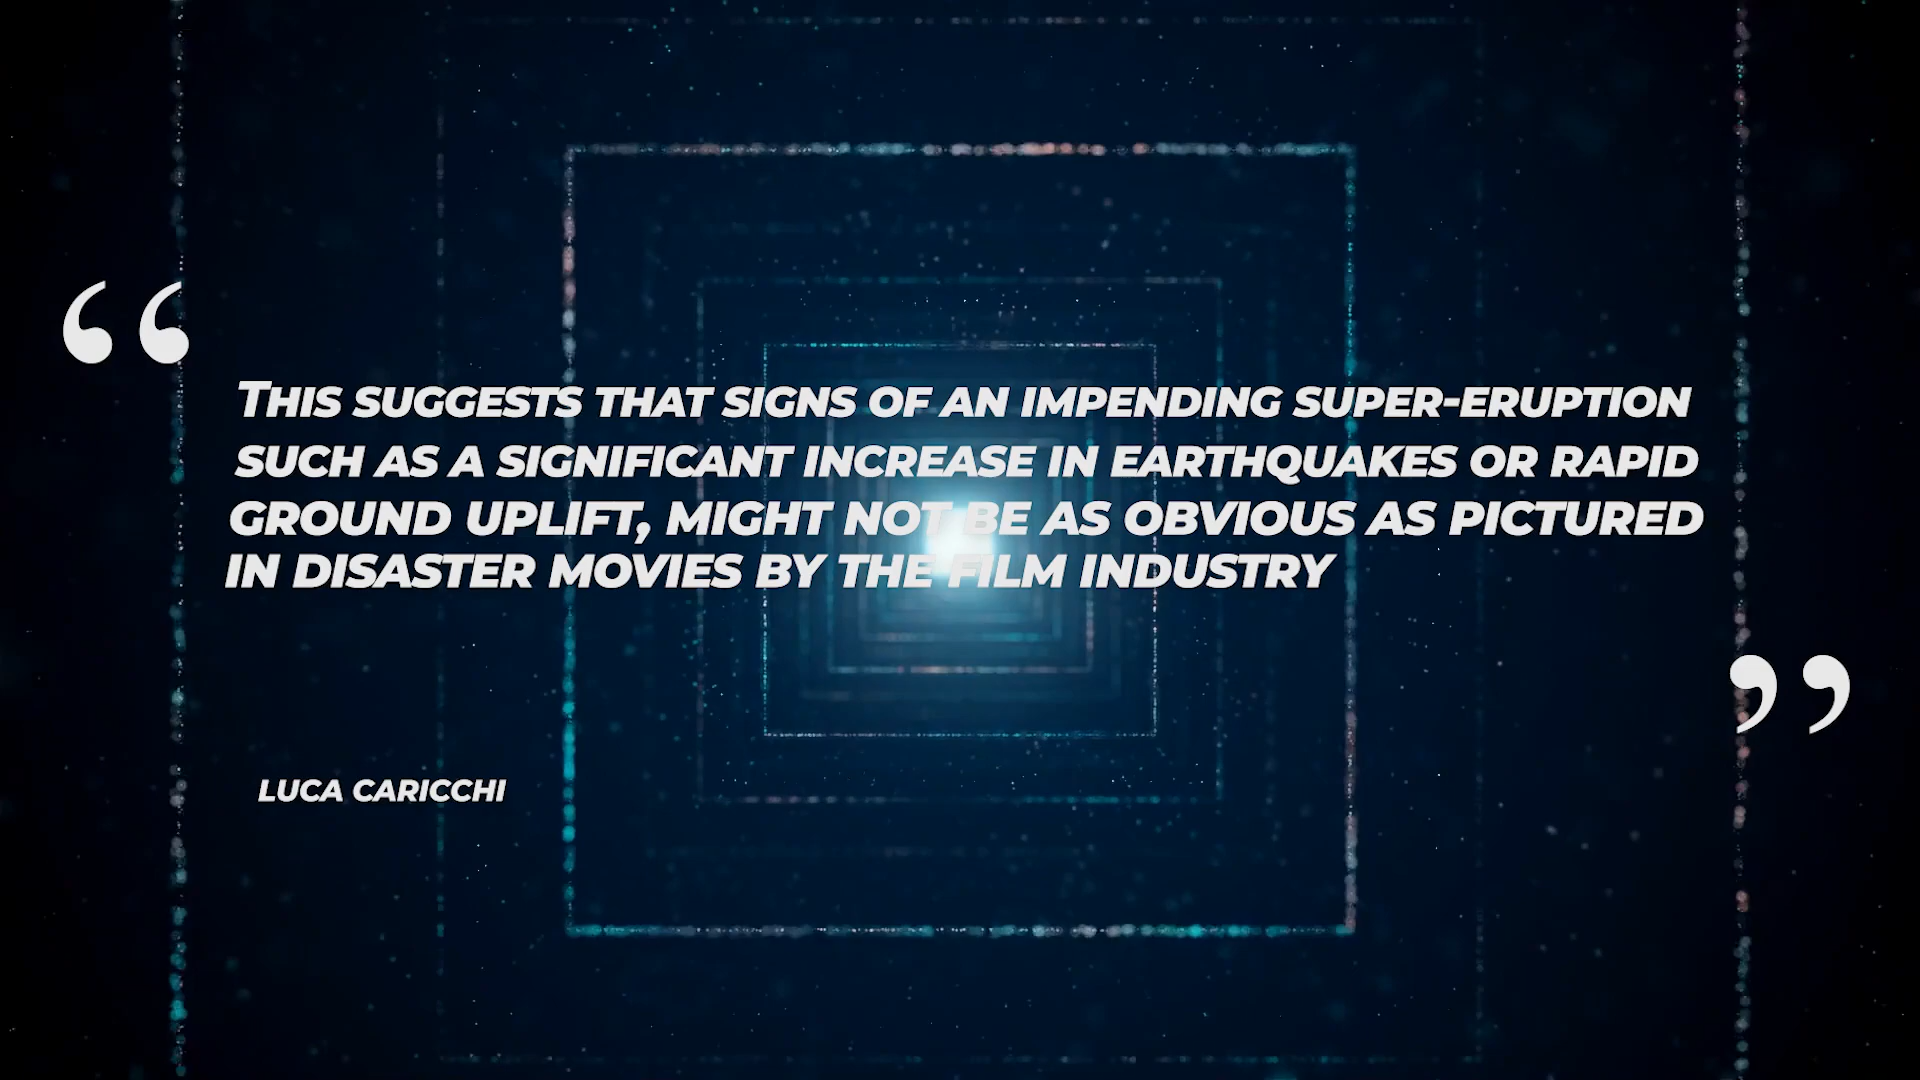 “
THIS SUGGESTS THAT SIGNS OF AN IMPENDING SUPER-ERUPTION
SUCH AS A SIGNIFICANT INCREASE IN EARTHQUAKES OR RAPID
GROUND UPLIFT, MIGHT NOT BE AS OBVIOUS AS PICTURED
IN DISASTER MOVIES BY THE FILM INDUSTRY
”
LUCA CARICCHI